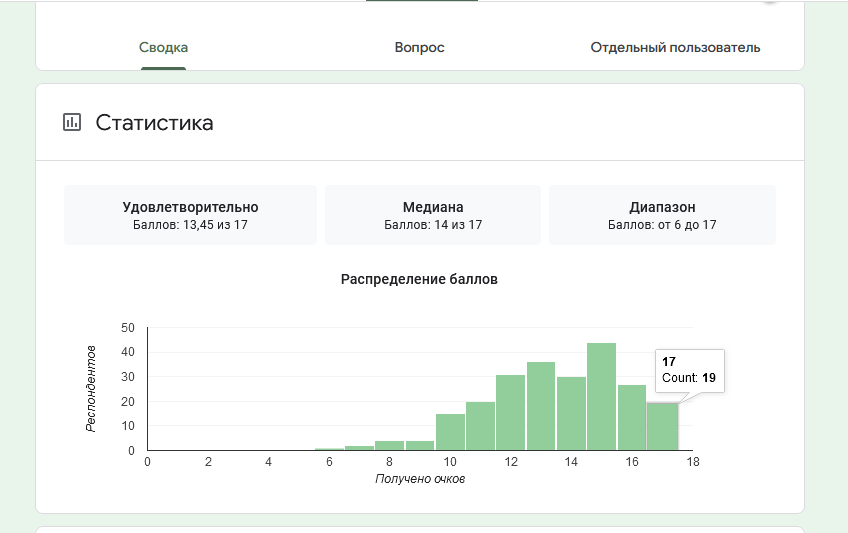 Сводка
Вопрос
Отдельный пользователь
Статистика
Удовлетворительно
Баллов: 13,45 из 17
Медиана
Баллов: 14 из 17
Диапазон
Баллов: от 6 до 17
Распределение баллов
Респондентов
50
40
30
20
10
0
17
Count: 19
0 2 4 6 8 10 12 14 16 18
Получено очков